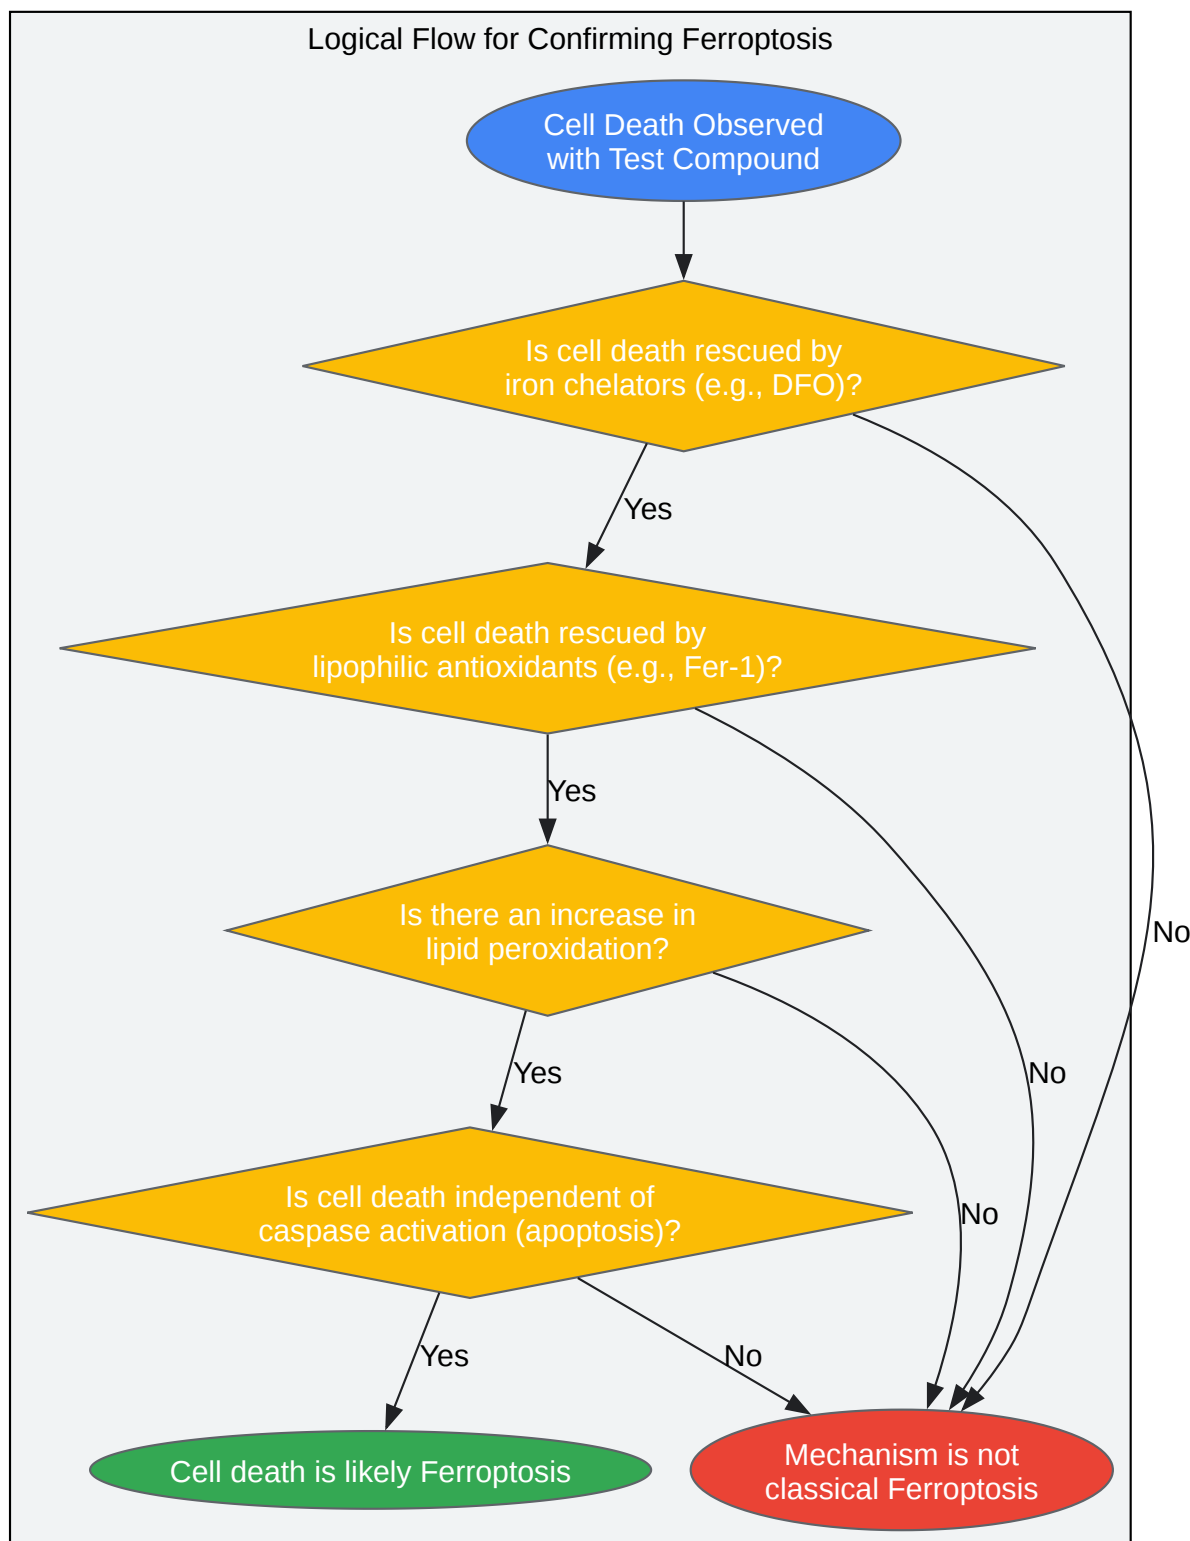 Logical Flow for Confirming Ferroptosis
Cell Death Observed
with Test Compound
Is cell death rescued by
iron chelators (e.g., DFO)?
Yes
Is cell death rescued by
lipophilic antioxidants (e.g., Fer-1)?
Yes
Is there an increase in
lipid peroxidation?
No
Yes
No
Is cell death independent of
caspase activation (apoptosis)?
No
Yes
No
Cell death is likely Ferroptosis
Mechanism is not
classical Ferroptosis